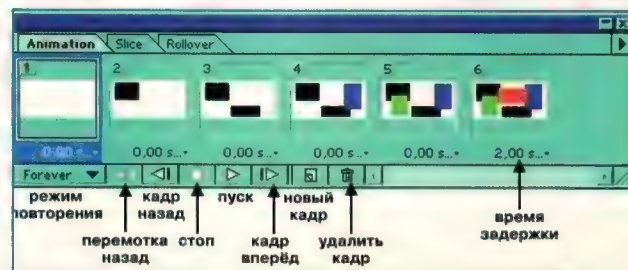 Animation Slice Rollover
1 2 3 4 5 6
0,00 s... 0,00 s... 0,00 s... 0,00 s... 0,00 s... 2,00 s...
Forever
режим повторения
кадр назад
пуск
новый кадр
время задержки
перемотка назад
стоп
кадр вперёд
удалить кадр